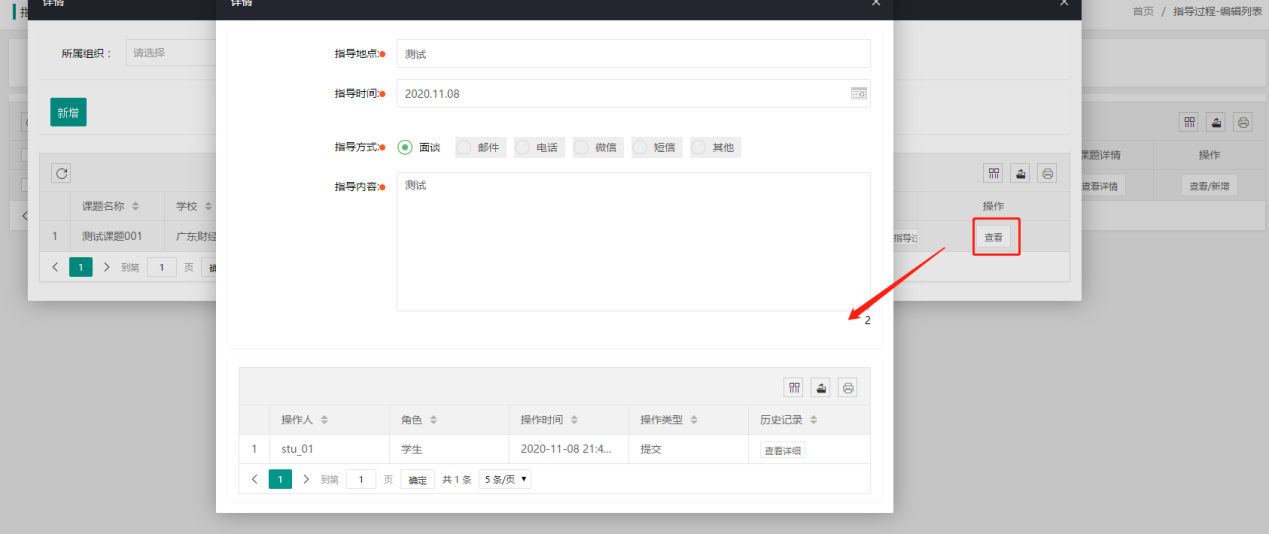 详情
详情
首页 / 指导过程-编辑列表
所属组织： 请选择
指导地点: 测试
指导时间: 2020.11.08
新增
指导方式: 面谈 邮件 电话 微信 短信 其他
指导内容: 测试
课题详情 操作
查看详情 查看/新增
课题名称 学校 操作
1 测试课题001 广东财经 指导过 查看
1 到第 1 页 确
2
操作人 角色 操作时间 操作类型 历史记录
1 stu_01 学生 2020-11-08 21:4... 提交 查看详细
1 到第 1 页 确定 共 1 条 5 条/页